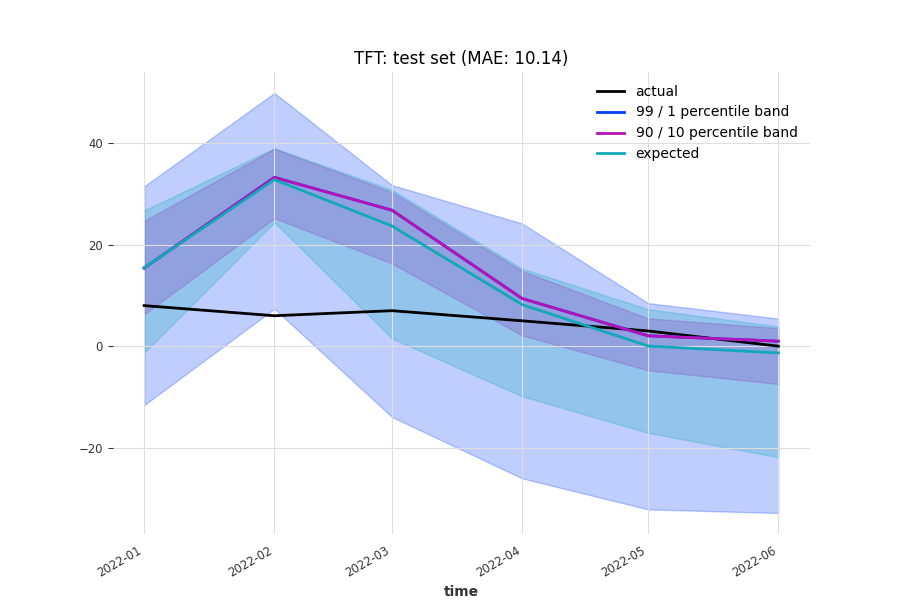 TFT: test set (MAE: 10.14)
actual
99 / 1 percentile band
90 / 10 percentile band
expected
40
20
0
−20
2022-01
2022-02
2022-03
2022-04
2022-05
2022-06
time